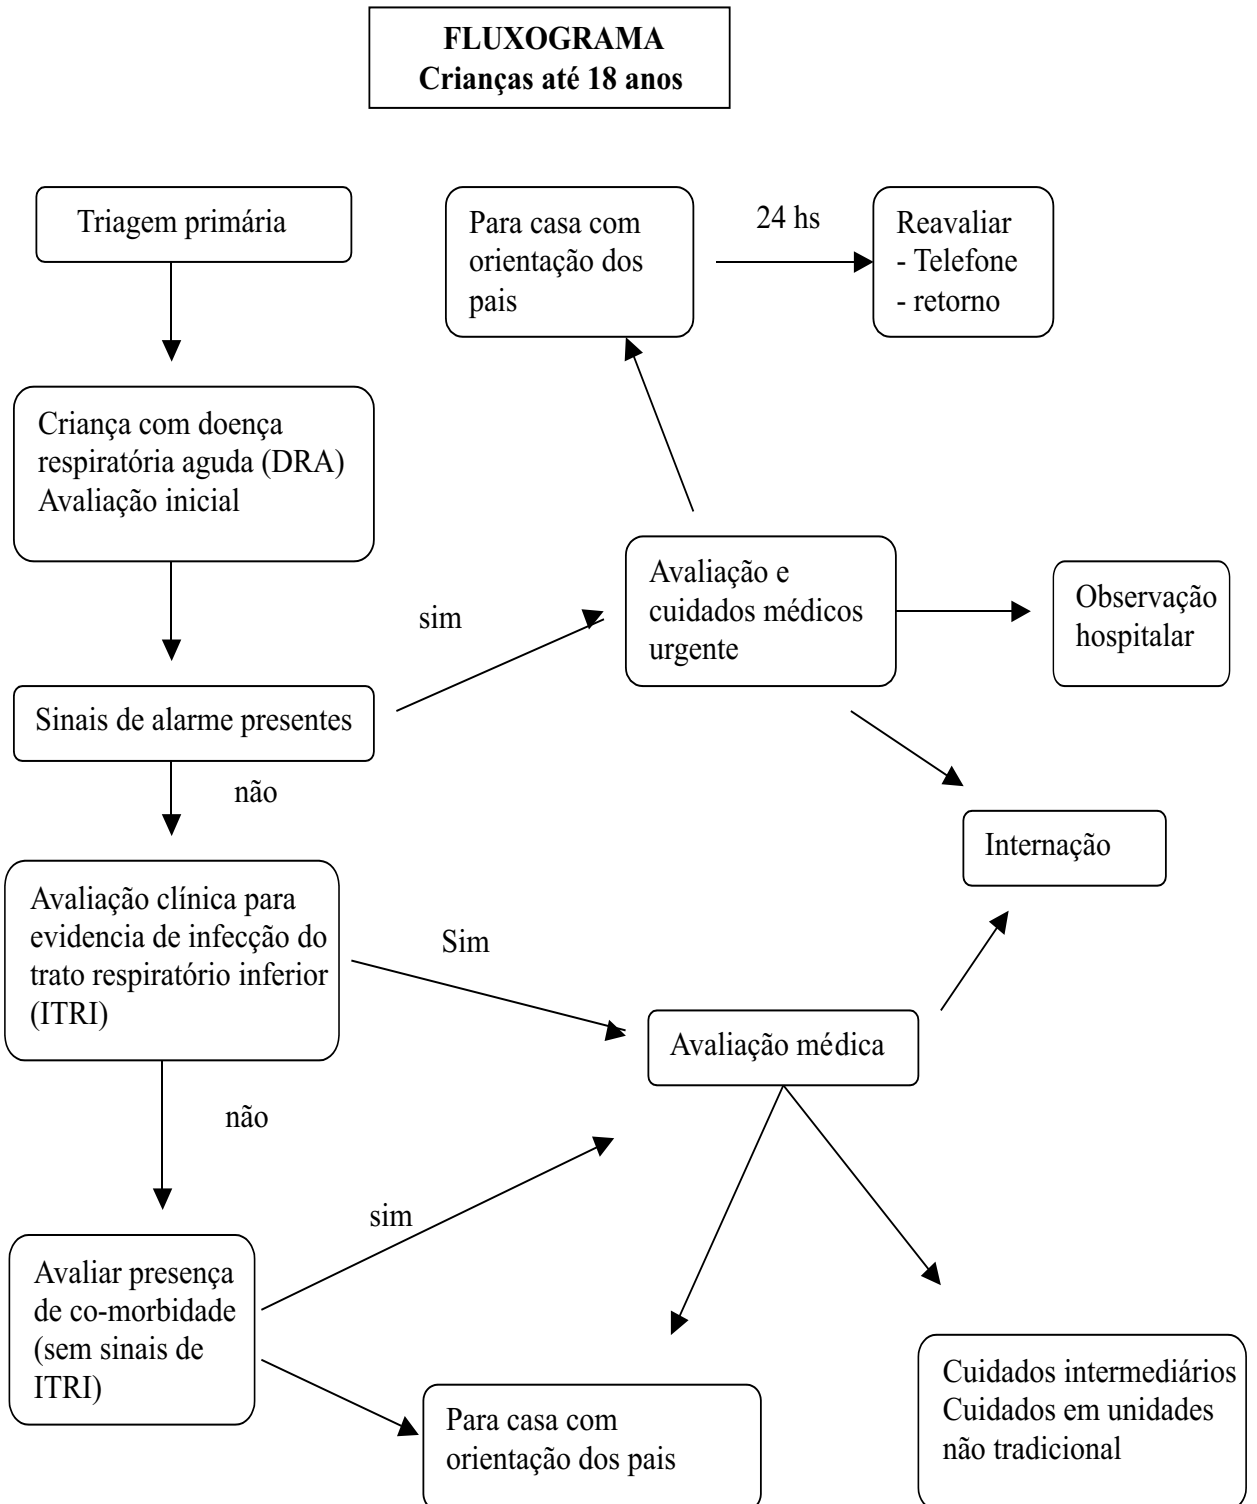 FLUXOGRAMA
Crianças até 18 anos
Triagem primária
Para casa com
orientação dos
pais
24 hs
Reavaliar
- Telefone
- retorno
Criança com doença
respiratória aguda (DRA)
Avaliação inicial
sim
Avaliação e
cuidados médicos
urgente
Observação
hospitalar
Sinais de alarme presentes
não
Internação
Avaliação clínica para
evidencia de infecção do
trato respiratório inferior
(ITRI)
Sim
Avaliação médica
não
sim
Avaliar presença
de co-morbidade
(sem sinais de
ITRI)
Para casa com
orientação dos pais
Cuidados intermediários
Cuidados em unidades
não tradicional